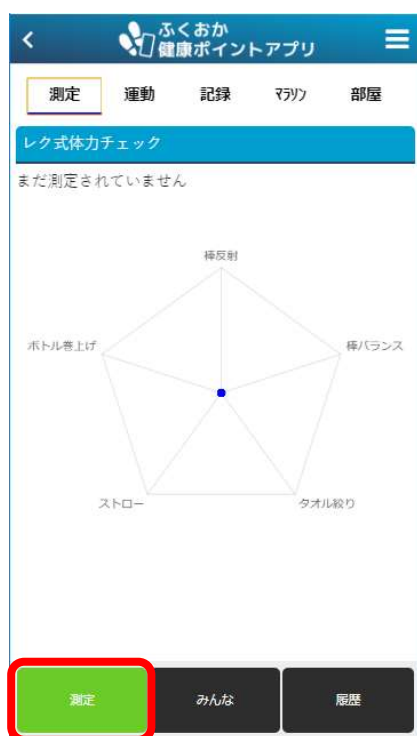 ふくおか
健康ポイントアプリ
測定 運動 記録 マラソン 部屋
レク式体力チェック
まだ測定されていません
棒反射
ボトル巻上げ 棒バランス
ストロー タオル絞り
測定 みんな 履歴